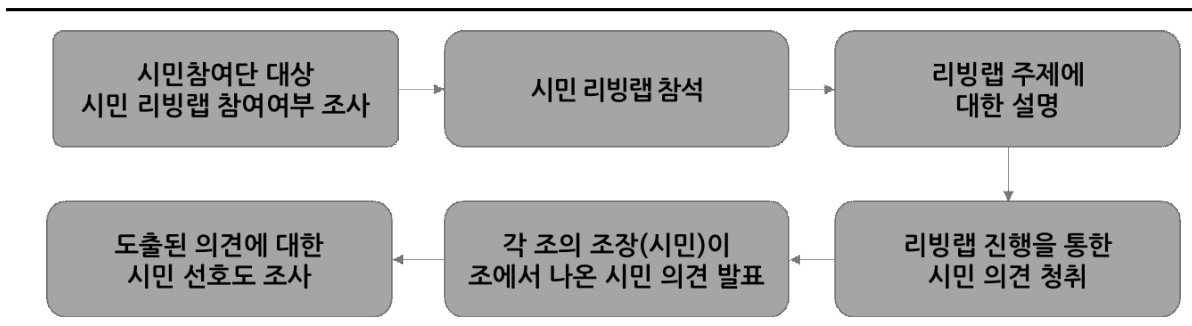 시민참여단 대상
시민 리빙랩 참여여부 조사
시민 리빙랩 참석
리빙랩 주제에
대한 설명
리빙랩 진행을 통한
시민 의견 청취
각 조의 조장(시민)이
조에서 나온 시민 의견 발표
도출된 의견에 대한
시민 선호도 조사